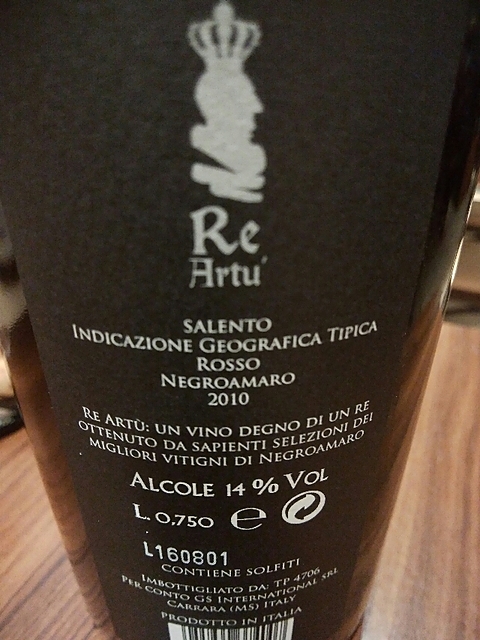 Re
Artu'
SALENTO
INDICAZIONE GEOGRAFICA TIPICA
ROSSO
NEGROAMARO
2010
RE ARTÙ: UN VINO DEGNO DI UN RE
OTTENUTO DA SAPIENTI SELEZIONI DEI
MIGLIORI VITIGNI DI NEGROAMARO
ALCOLE 14 % VOL
L. 0,750 e
L160801
CONTIENE SOLFITI
IMBOTTIGLIATO DA: TP 4706
PER CONTO GS INTERNATIONAL SRL
CARRARA (MS) ITALY
PRODOTTO IN ITALIA